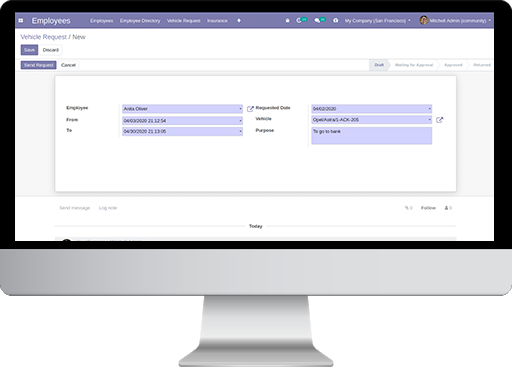 Employees Employees Employee Directory Vehicle Request Insurance + My Company (San Francisco) Mitchell Admin (community)
Vehicle Request / New
Save Discard
Send Request Cancel Draft Waiting for Approval Approved Returned
Employee Anita Oliver Requested Date 04/02/2020
From 04/03/2020 21:12:54 Vehicle Opel/Astra/1-ACK-205
To 04/30/2020 21:13:05 Purpose To go to bank
Send message Log note 0 Follow 0
Today